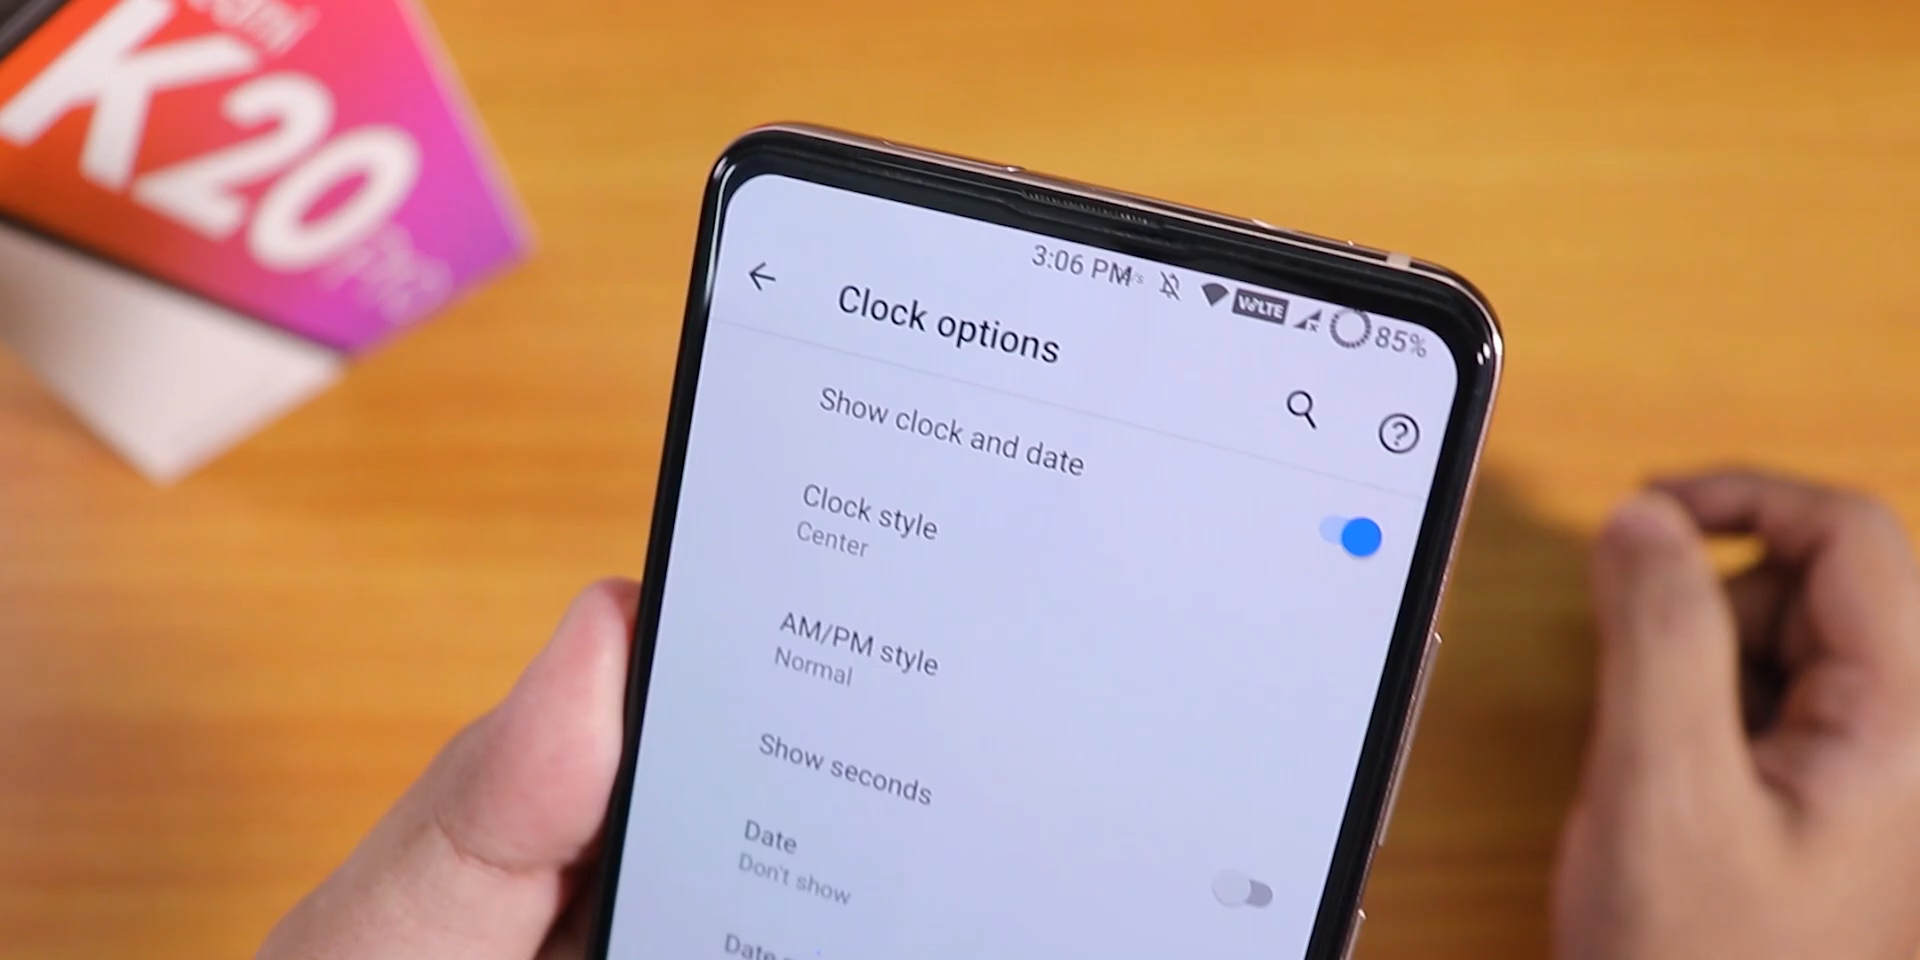 K20
PRO
3:06 PM
VoLTE
85%
Clock options
Show clock and date
Clock style
Center
AM/PM style
Normal
Show seconds
Date
Don't show
Date